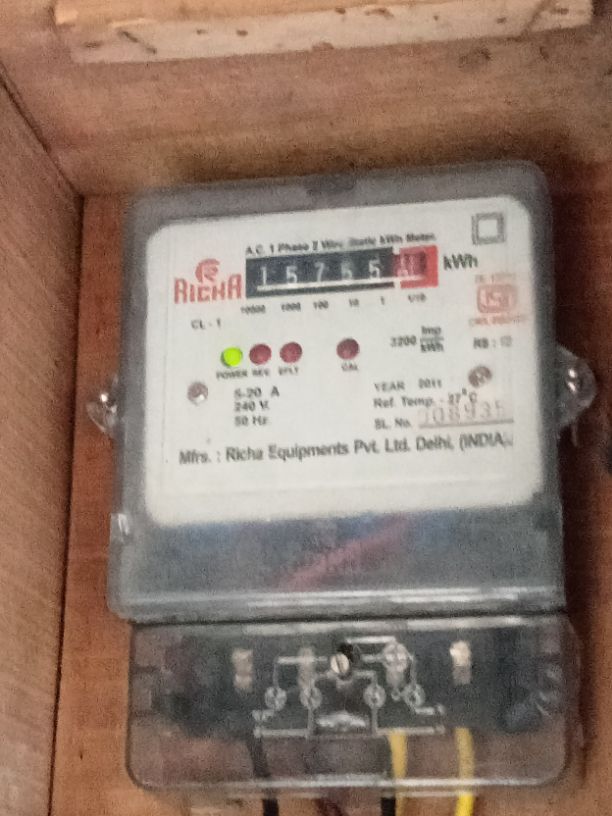 A.C. 1 Phase 2 Wire Static kWh Meter
RICHA
15755
kWh
10000 1000 100 10 1 1/10
CL - 1
3200 Imp/kWh
POWER REV EFLT CAL
5-20 A
240 V.
50 Hz.
YEAR 2011
Ref. Temp. - 27°C
SL. No.
Mfrs. : Richa Equipments Pvt. Ltd. Delhi, (INDIA)